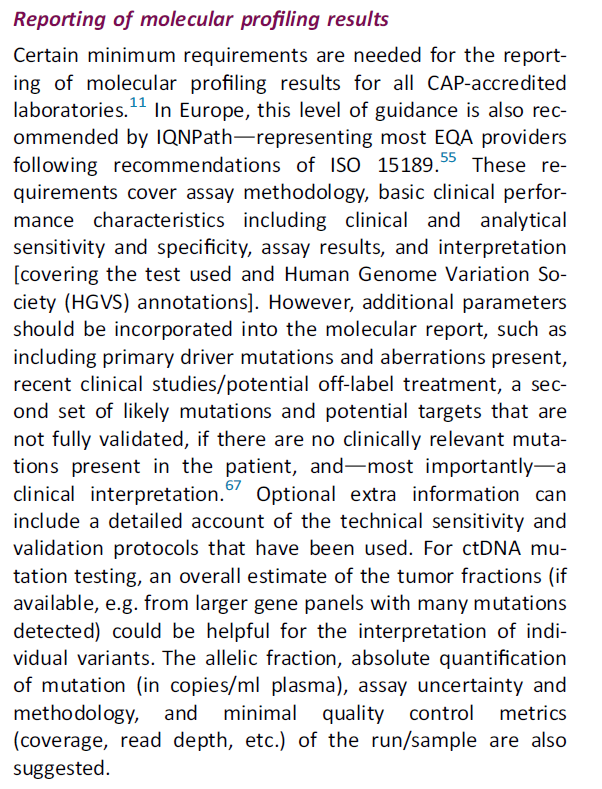 Reporting of molecular profiling results
Certain minimum requirements are needed for the report-
ing of molecular profiling results for all CAP-accredited
laboratories.11 In Europe, this level of guidance is also rec-
ommended by IQNPath—representing most EQA providers
following recommendations of ISO 15189.55 These re-
quirements cover assay methodology, basic clinical perfor-
mance characteristics including clinical and analytical
sensitivity and specificity, assay results, and interpretation
[covering the test used and Human Genome Variation So-
ciety (HGVS) annotations]. However, additional parameters
should be incorporated into the molecular report, such as
including primary driver mutations and aberrations present,
recent clinical studies/potential off-label treatment, a sec-
ond set of likely mutations and potential targets that are
not fully validated, if there are no clinically relevant muta-
tions present in the patient, and—most importantly—a
clinical interpretation.67 Optional extra information can
include a detailed account of the technical sensitivity and
validation protocols that have been used. For ctDNA mu-
tation testing, an overall estimate of the tumor fractions (if
available, e.g. from larger gene panels with many mutations
detected) could be helpful for the interpretation of indi-
vidual variants. The allelic fraction, absolute quantification
of mutation (in copies/ml plasma), assay uncertainty and
methodology, and minimal quality control metrics
(coverage, read depth, etc.) of the run/sample are also
suggested.